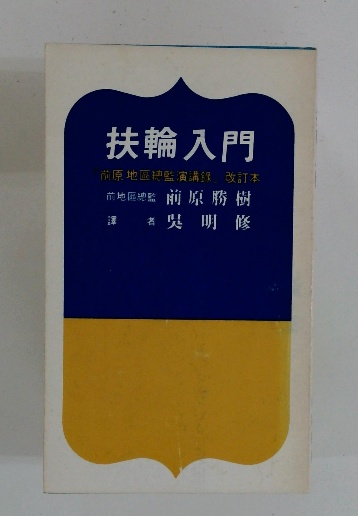 扶輪入門
「前原地區總監演講錄」改訂本
前地區總監 前原勝樹
譯者 吳明修